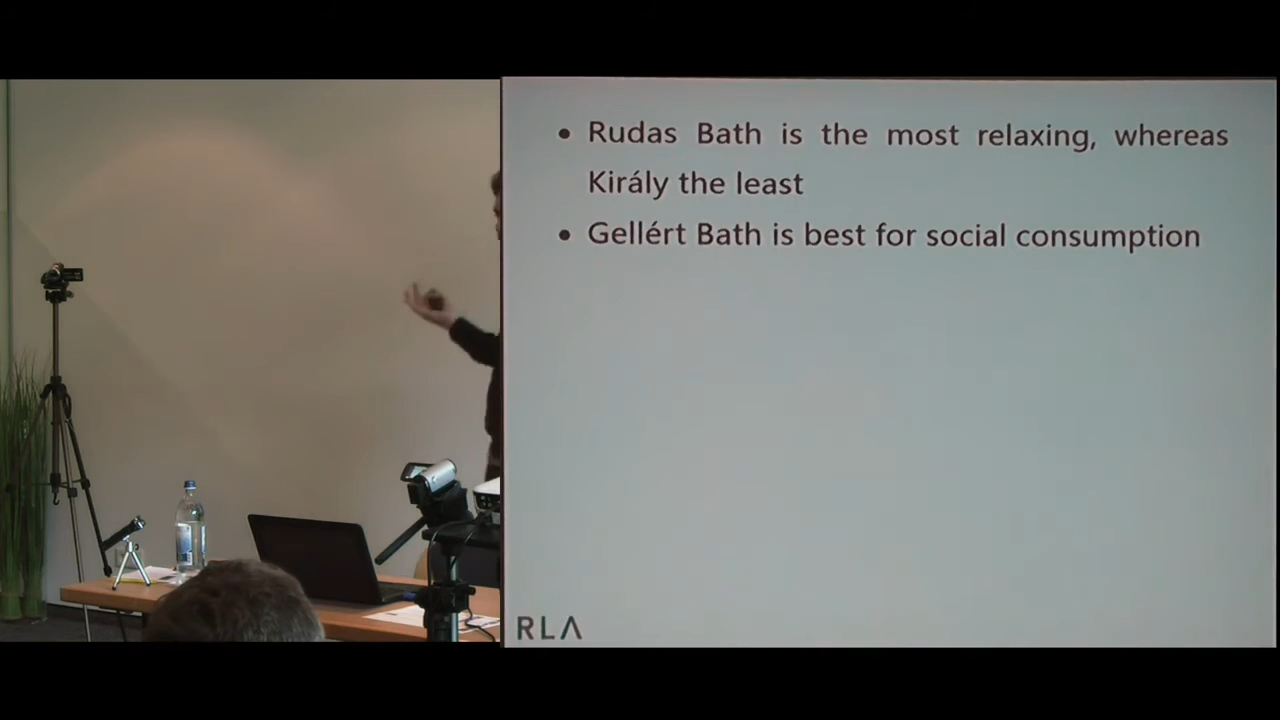 • Rudas Bath is the most relaxing, whereas
Király the least
• Gellért Bath is best for social consumption
RLA